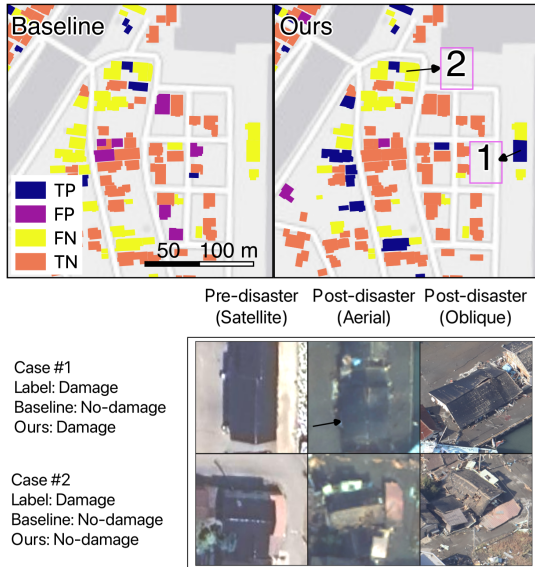 Baseline
Ours
2
1
TP
FP
FN
TN
50 100 m
Pre-disaster Post-disaster Post-disaster
(Satellite) (Aerial) (Oblique)
Case #1
Label: Damage
Baseline: No-damage
Ours: Damage
Case #2
Label: Damage
Baseline: No-damage
Ours: No-damage